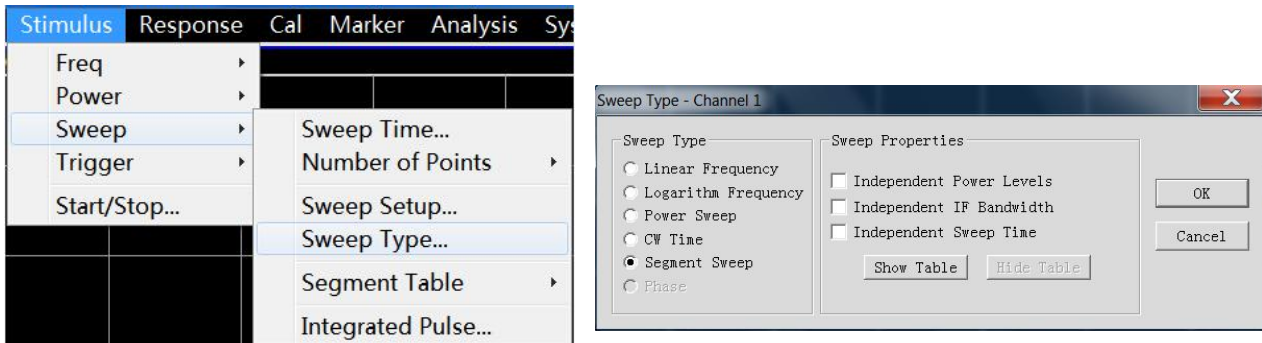 Stimulus Response Cal Marker Analysis Sy
Freq
Power
Sweep
Trigger
Start/Stop...
Sweep Time...
Number of Points
Sweep Setup...
Sweep Type...
Segment Table
Integrated Pulse...
Sweep Type - Channel 1
X
Sweep Type
Linear Frequency
Logarithm Frequency
Power Sweep
CW Time
Segment Sweep
Phase
Sweep Properties
Independent Power Levels
Independent IF Bandwidth
Independent Sweep Time
Show Table Hide Table
OK
Cancel